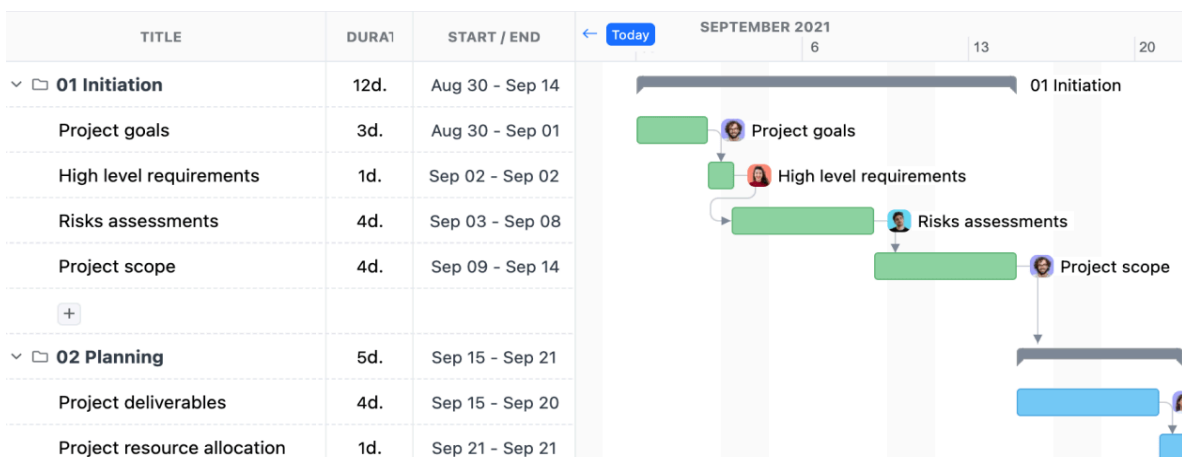 TITLE DURAT START / END Today SEPTEMBER 2021
6 13 20
01 Initiation 12d. Aug 30 - Sep 14 01 Initiation
Project goals 3d. Aug 30 - Sep 01 Project goals
High level requirements 1d. Sep 02 - Sep 02 High level requirements
Risks assessments 4d. Sep 03 - Sep 08 Risks assessments
Project scope 4d. Sep 09 - Sep 14 Project scope
+
02 Planning 5d. Sep 15 - Sep 21
Project deliverables 4d. Sep 15 - Sep 20
Project resource allocation 1d. Sep 21 - Sep 21